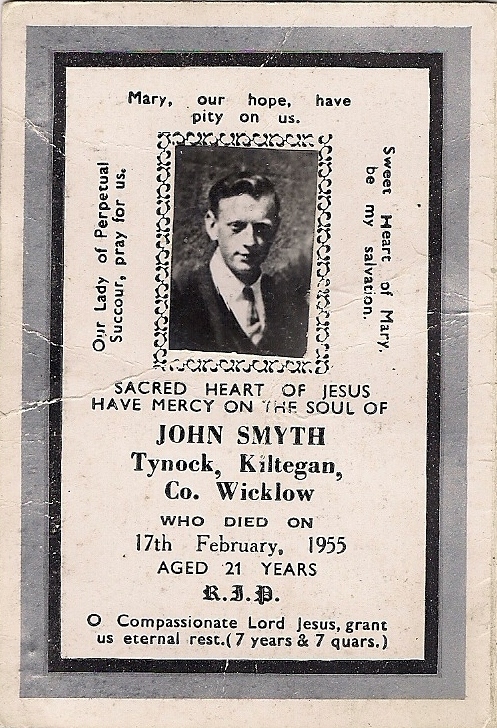 Mary, our hope, have
pity on us.
Our Lady of Perpetual
Succour, pray for us.
Sweet Heart of Mary,
be my salvation.
SACRED HEART OF JESUS
HAVE MERCY ON THE SOUL OF
JOHN SMYTH
Tynock, Kiltegan,
Co. Wicklow
WHO DIED ON
17th February, 1955
AGED 21 YEARS
R.I.P.
O Compassionate Lord Jesus, grant
us eternal rest.(7 years & 7 quars.)